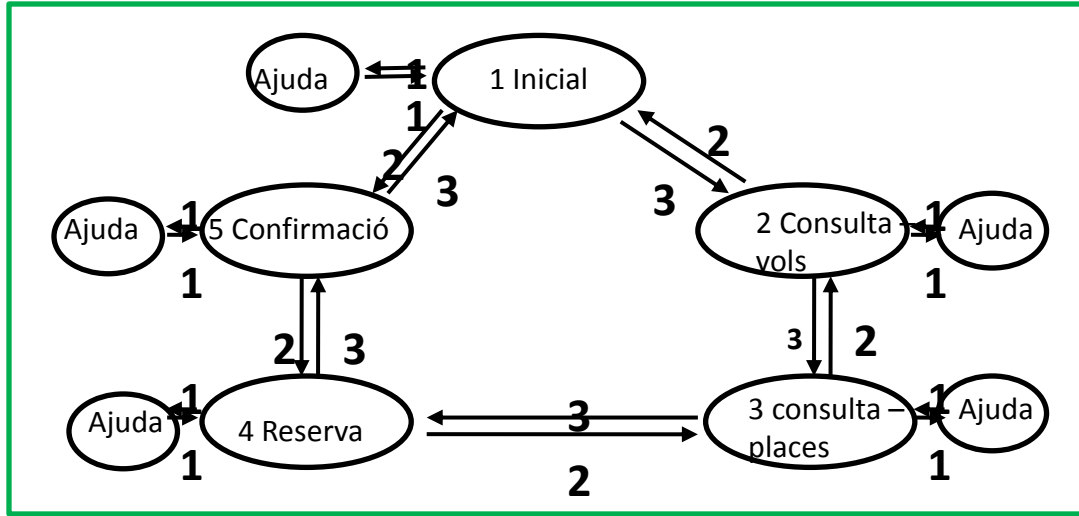 Ajuda
1
1 Inicial
1
2
3
2
3
Ajuda
1
5 Confirmació
1
2 Consulta –
vols
1
Ajuda
1
1
2
3
3
2
Ajuda
1
4 Reserva
1
3
2
3 consulta –
places
1
Ajuda
1